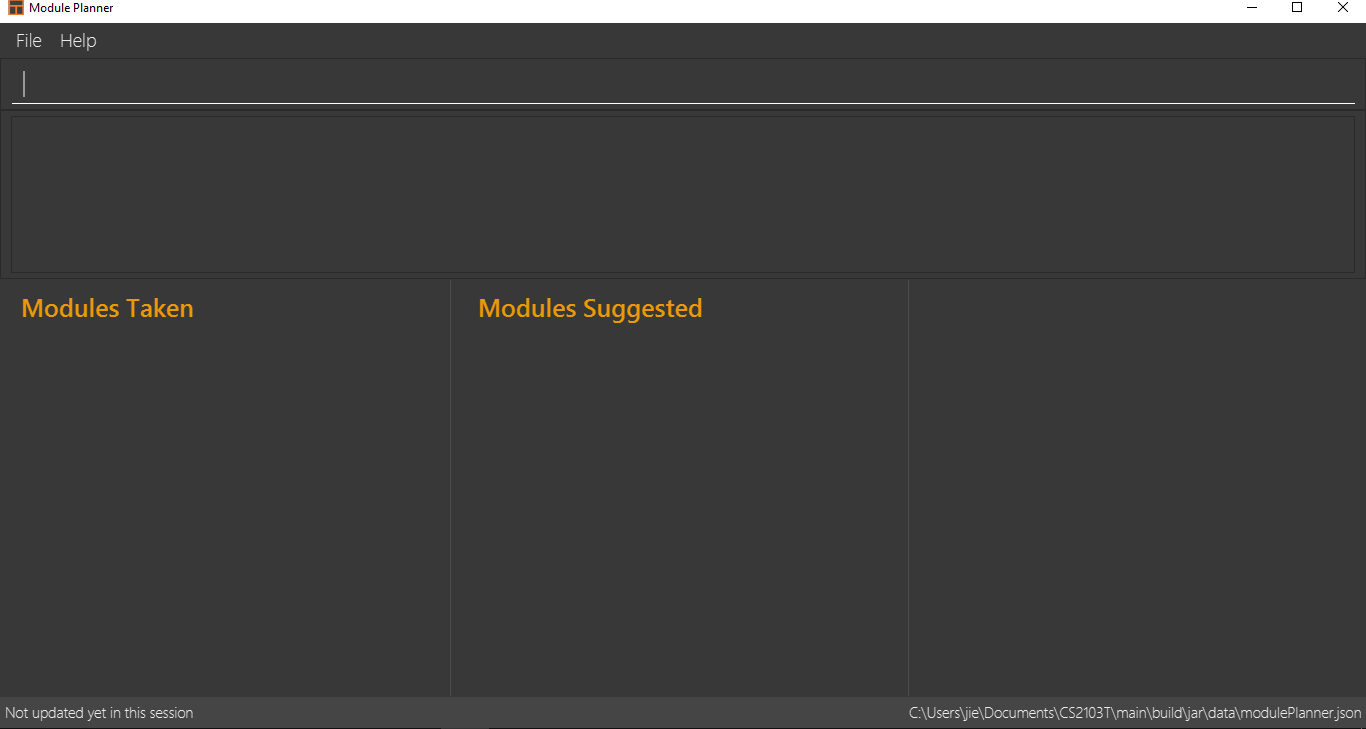 Module Planner
File Help
Modules Taken
Modules Suggested
Not updated yet in this session
C:\Users\jie\Documents\CS2103T\main\build\jar\data\modulePlanner.json